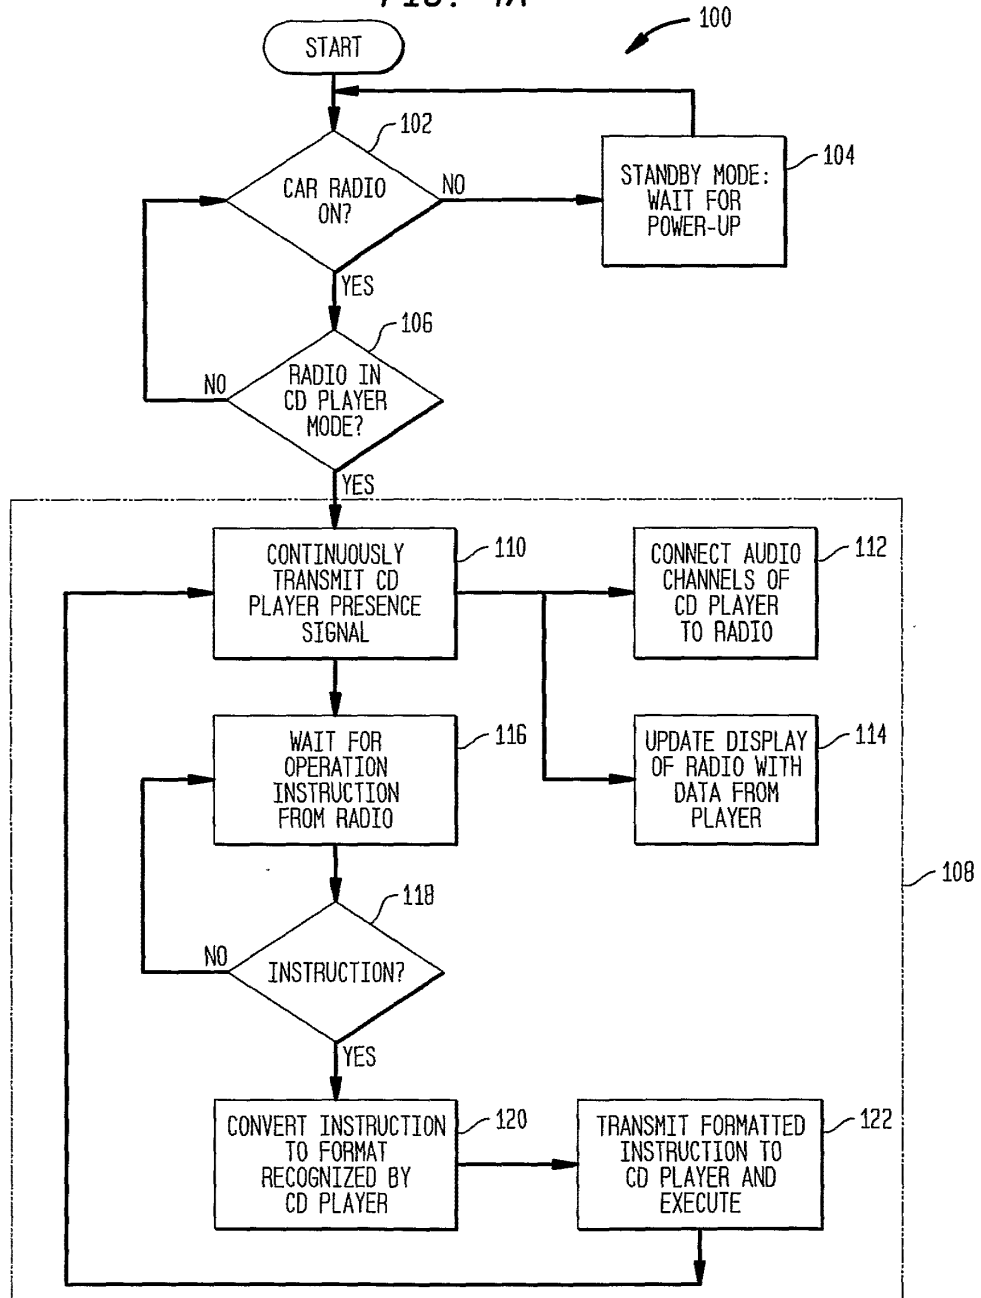 FIG. 4A
100
START
102
CAR RADIO
ON?
NO
104
STANDBY MODE:
WAIT FOR
POWER-UP
YES
106
RADIO IN
CD PLAYER
MODE?
NO
YES
CONTINUOUSLY
TRANSMIT CD
PLAYER PRESENCE
SIGNAL
110
CONNECT AUDIO
CHANNELS OF
CD PLAYER
TO RADIO
112
WAIT FOR
OPERATION
INSTRUCTION
FROM RADIO
116
UPDATE DISPLAY
OF RADIO WITH
DATA FROM
PLAYER
114
108
118
INSTRUCTION?
NO
YES
CONVERT INSTRUCTION
TO FORMAT
RECOGNIZED BY
CD PLAYER
120
TRANSMIT FORMATTED
INSTRUCTION TO
CD PLAYER AND
EXECUTE
122